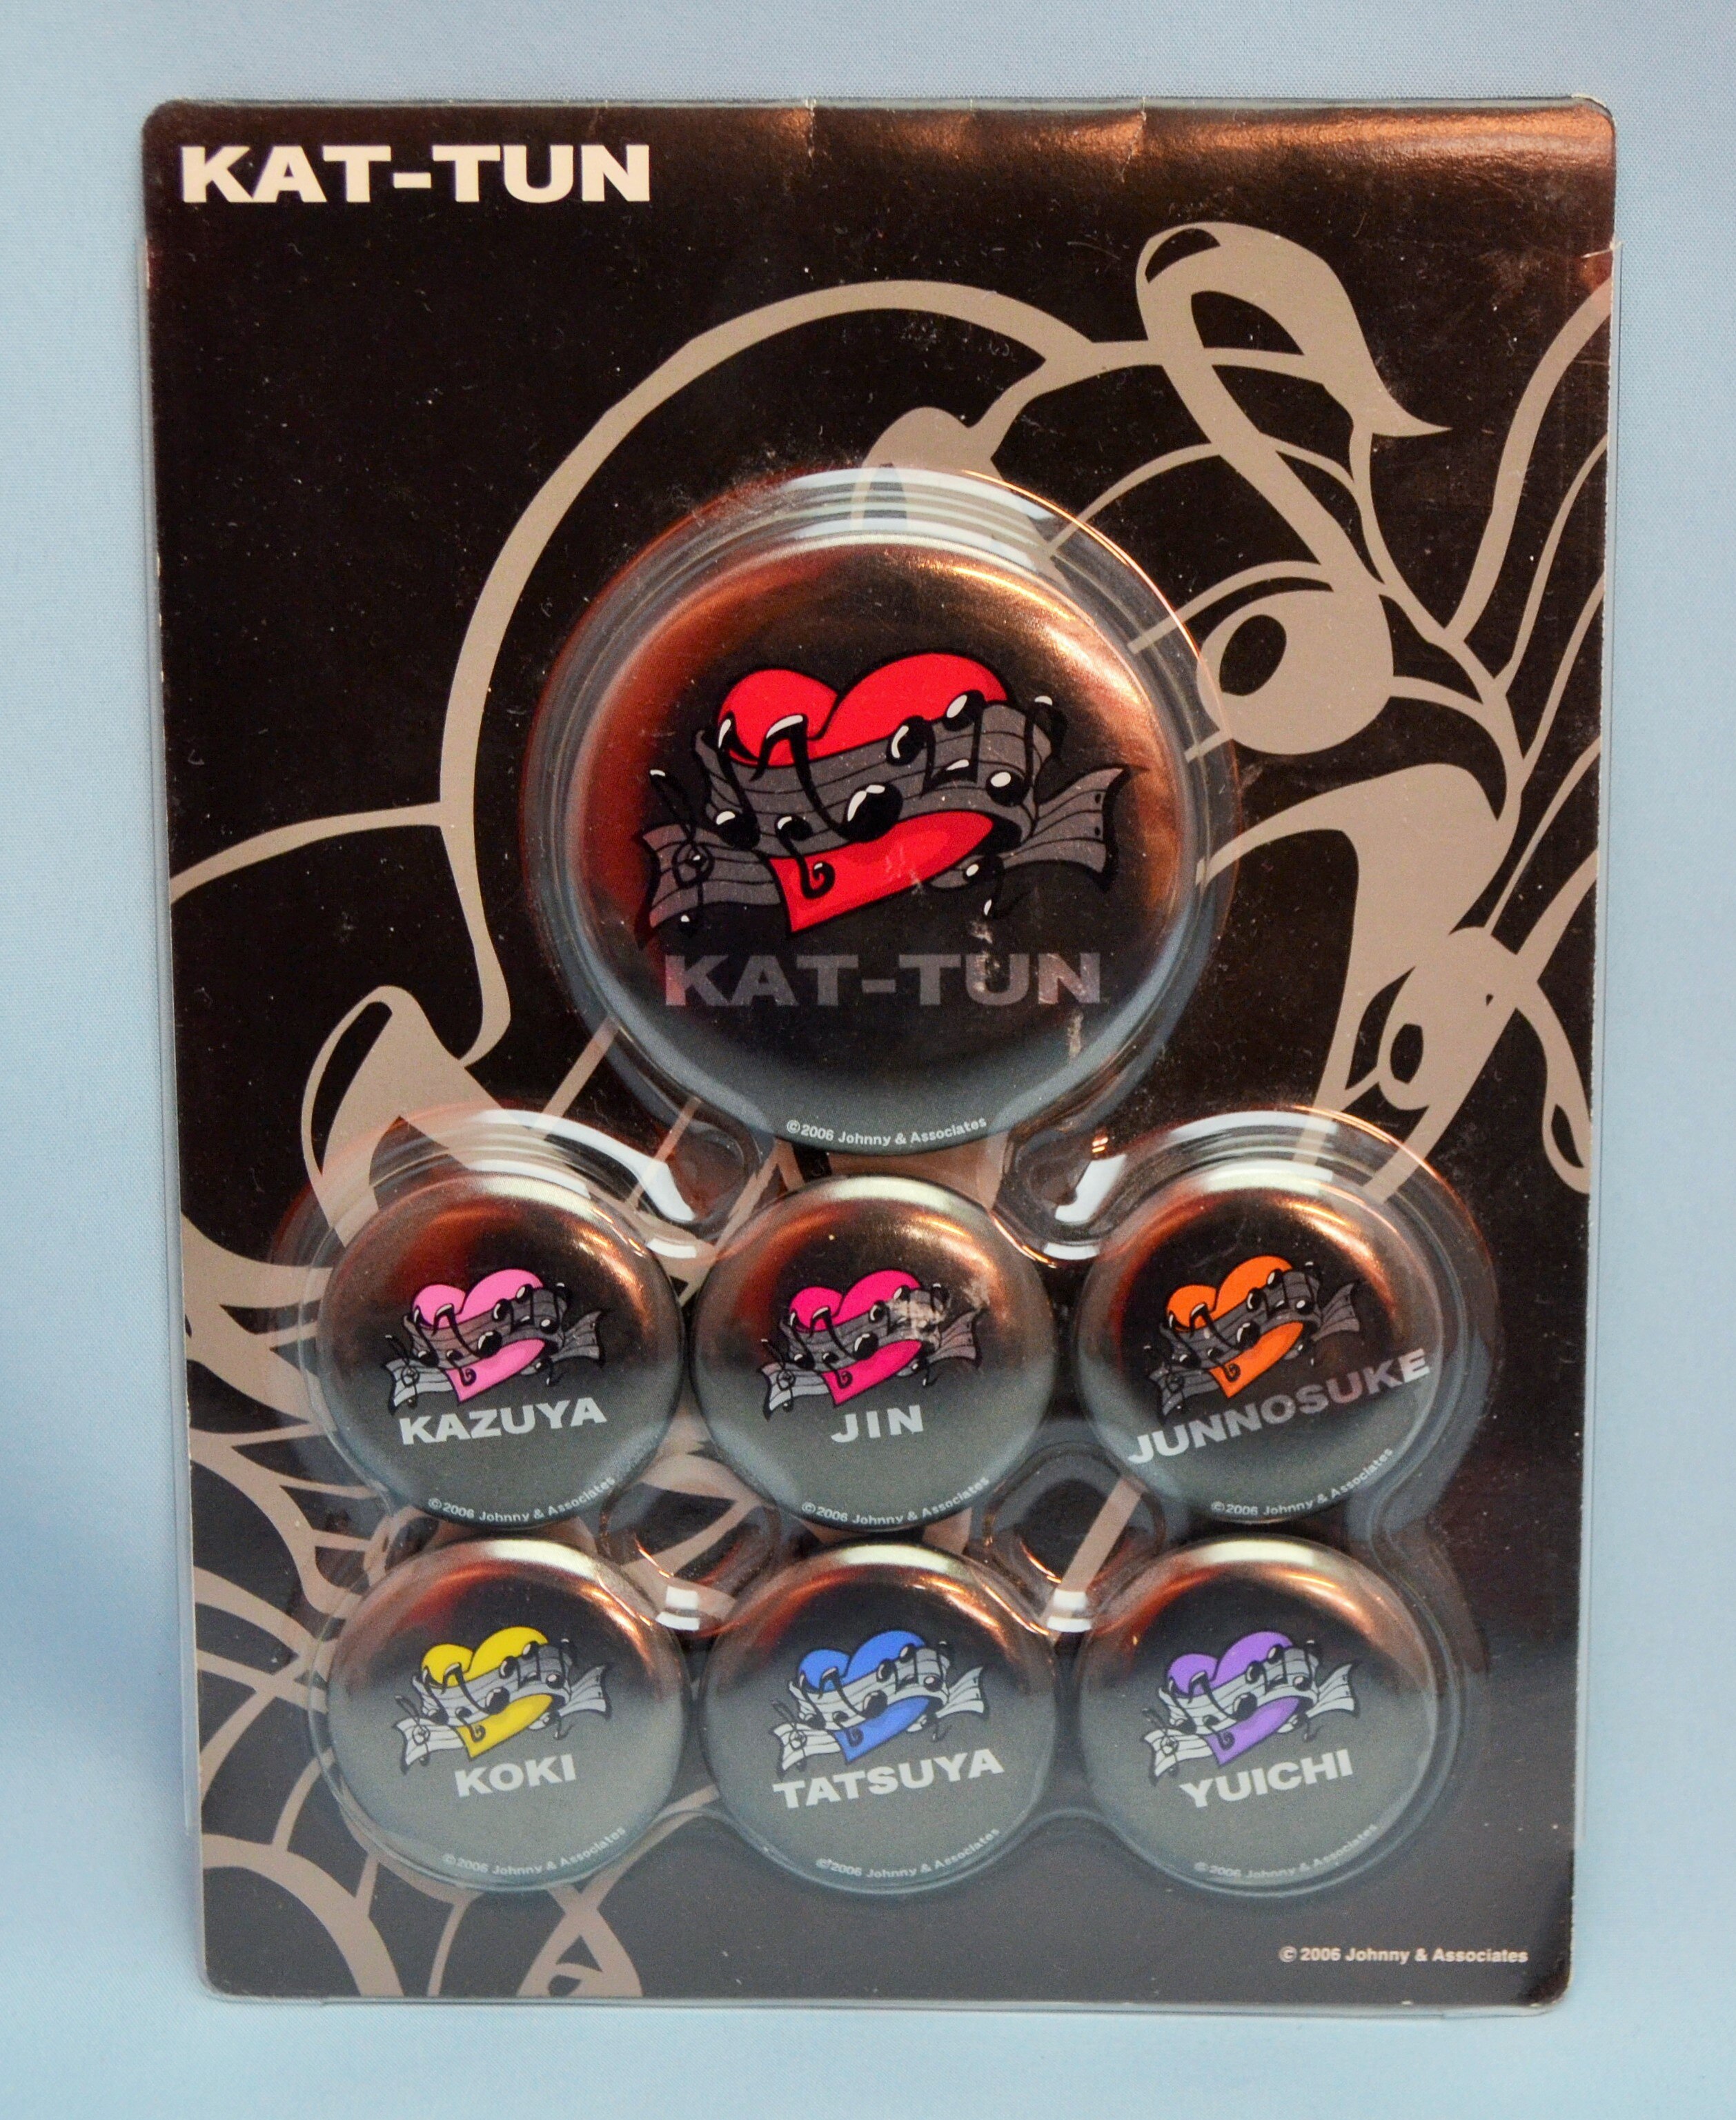 KAT-TUN
KAT-TUN
©2006 Johnny & Associates
KAZUYA
©2006 Johnny & Associates
JIN
©2006 Johnny & Associates
JUNNOSUKE
©2006 Johnny & Associates
KOKI
©2006 Johnny & Associates
TATSUYA
©2006 Johnny & Associates
YUICHI
©2006 Johnny & Associates
© 2006 Johnny & Associates